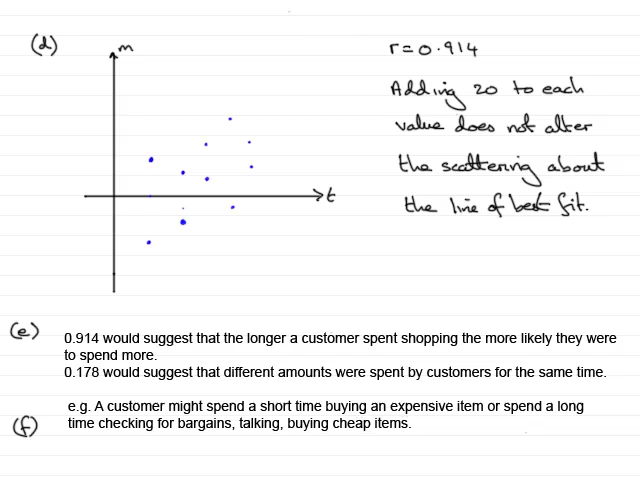 (d)
m
t
r=0.914
Adding 20 to each
value does not alter
the scattering about
the line of best fit.
(e)
0.914 would suggest that the longer a customer spent shopping the more likely they were
to spend more.
0.178 would suggest that different amounts were spent by customers for the same time.
e.g. A customer might spend a short time buying an expensive item or spend a long
(f)
time checking for bargains, talking, buying cheap items.